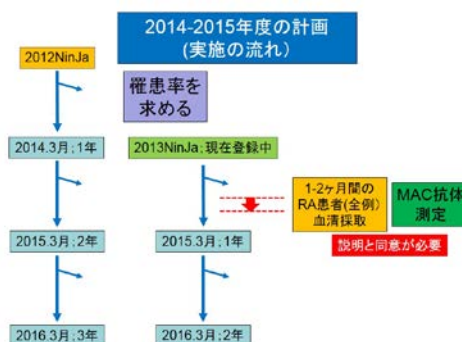 2014-2015年度の計画
(実施の流れ)
2012NinJa
罹患率を
求める
2014.3月;1年
2013NinJa:現在登録中
1-2ヶ月間の
RA患者(全例)
血清採取
MAC抗体
測定
説明と同意が必要
2015.3月;2年
2015.3月;1年
2016.3月;3年
2016.3月;2年